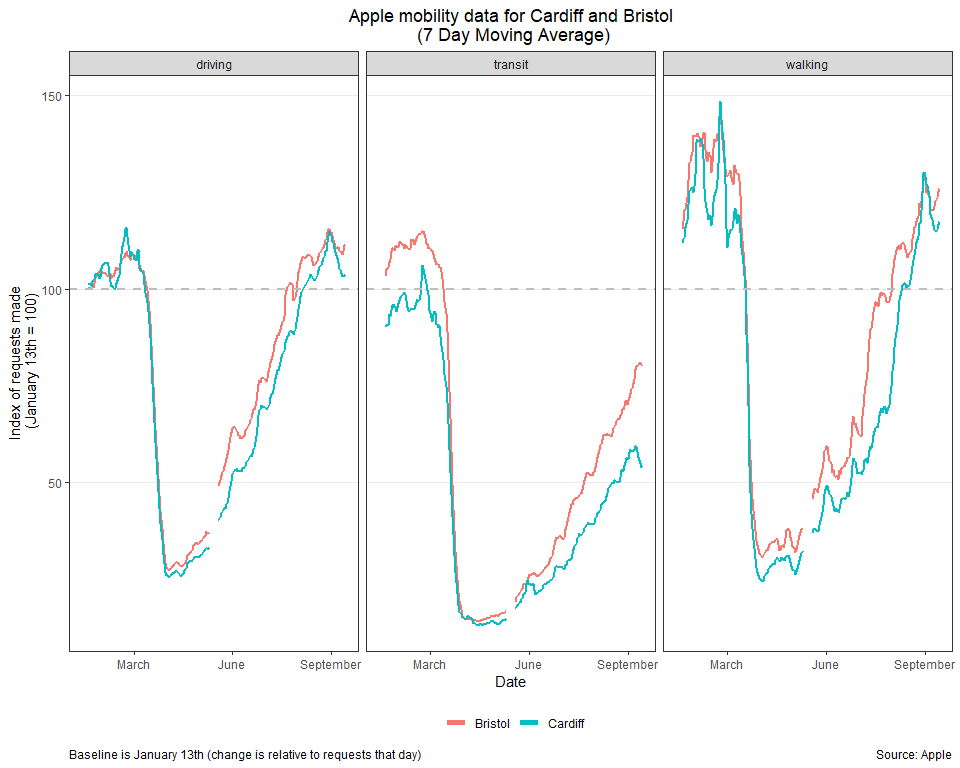 Apple mobility data for Cardiff and Bristol
(7 Day Moving Average)
driving
transit
walking
Index of requests made
(January 13th = 100)
150
100
50
March
June
September
March
June
September
March
June
September
Date
Bristol
Cardiff
Baseline is January 13th (change is relative to requests that day)
Source: Apple